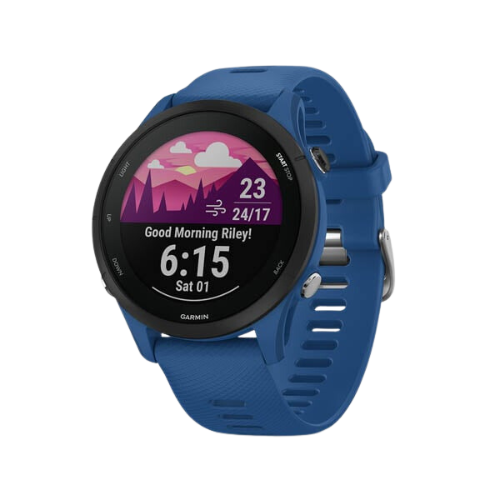 LIGHT
START STOP
UP
23
24/17
Good Morning Riley!
6:15
DOWN
BACK
Sat 01
GARMIN